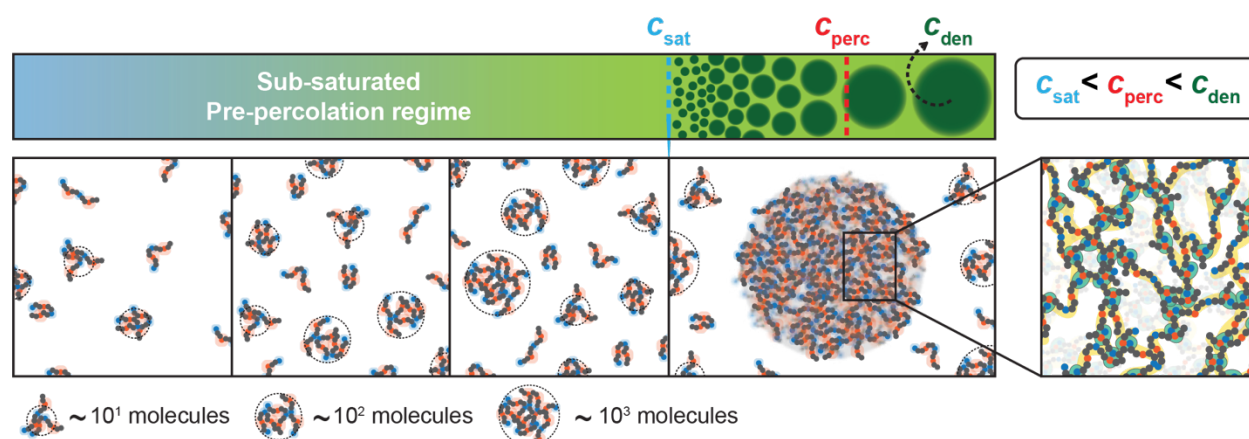 c_sat
c_perc
c_den
Sub-saturated
Pre-percolation regime
c_sat < c_perc < c_den
~10¹ molecules
~10² molecules
~10³ molecules